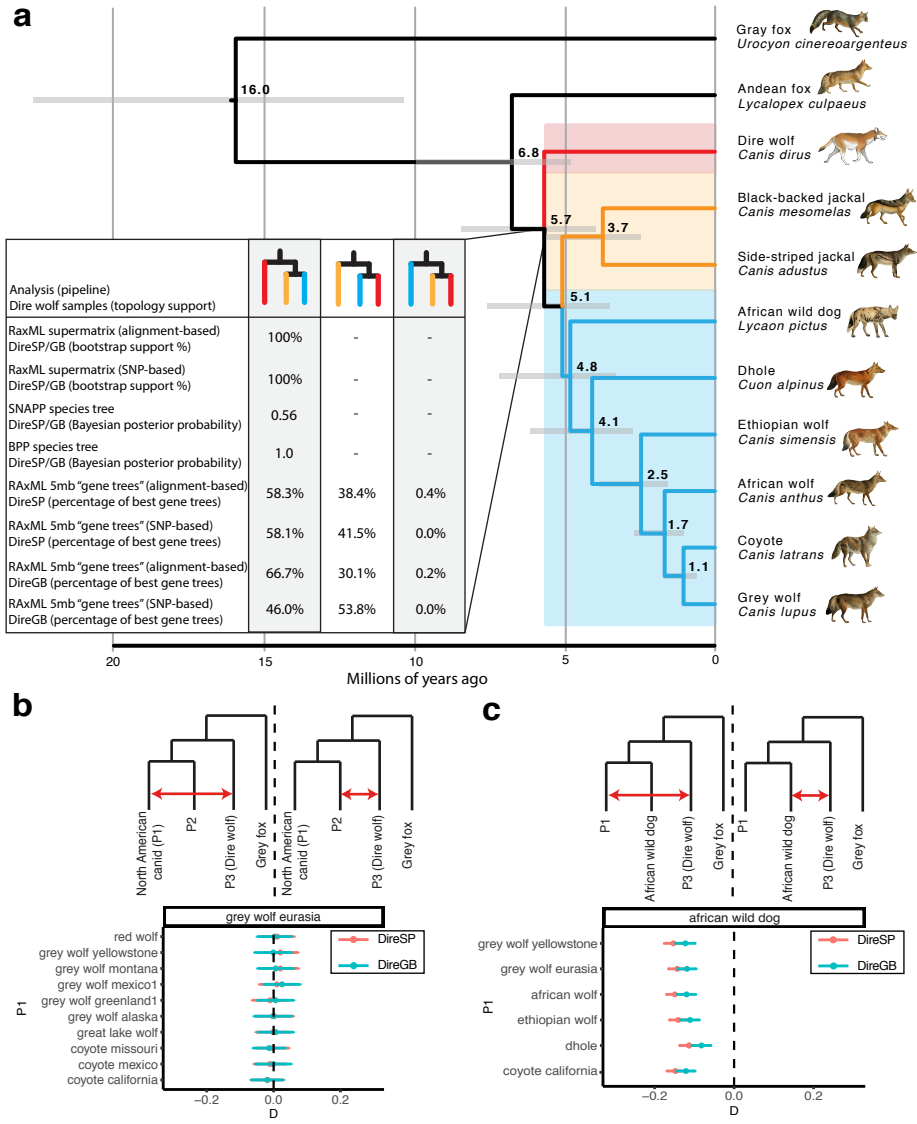 a
Gray fox
Urocyon cinereoargenteus
Andean fox
Lycalopex culpaeus
Dire wolf
Canis dirus
Black-backed jackal
Canis mesomelas
Side-striped jackal
Canis adustus
African wild dog
Lycaon pictus
Dhole
Cuon alpinus
Ethiopian wolf
Canis simensis
African wolf
Canis anthus
Coyote
Canis latrans
Grey wolf
Canis lupus
16.0
6.8
5.7
3.7
5.1
4.8
4.1
2.5
1.7
1.1
Analysis (pipeline)
Dire wolf samples (topology support)
RaxML supermatrix (alignment-based)
DireSP/GB (bootstrap support %)
100% - -
RaxML supermatrix (SNP-based)
DireSP/GB (bootstrap support %)
100% - -
SNAPP species tree
DireSP/GB (Bayesian posterior probability)
0.56 - -
BPP species tree
DireSP/GB (Bayesian posterior probability)
1.0 - -
RAxML 5mb "gene trees" (alignment-based)
DireSP (percentage of best gene trees)
58.3% 38.4% 0.4%
RAxML 5mb "gene trees" (SNP-based)
DireSP (percentage of best gene trees)
58.1% 41.5% 0.0%
RAxML 5mb "gene trees" (alignment-based)
DireGB (percentage of best gene trees)
66.7% 30.1% 0.2%
RAxML 5mb "gene trees" (SNP-based)
DireGB (percentage of best gene trees)
46.0% 53.8% 0.0%
20 15 10 5 0
Millions of years ago
b
North American
canid (P1)
P2
P3 (Dire wolf)
Grey fox
North American
canid (P1)
P2
P3 (Dire wolf)
Grey fox
grey wolf eurasia
DireSP
DireGB
P1
red wolf
grey wolf yellowstone
grey wolf montana
grey wolf mexico1
grey wolf greenland1
grey wolf alaska
great lake wolf
coyote missouri
coyote mexico
coyote california
−0.2 0.0 0.2
D
c
P1
African wild dog
P3 (Dire wolf)
Grey fox
P1
African wild dog
P3 (Dire wolf)
Grey fox
african wild dog
DireSP
DireGB
P1
grey wolf yellowstone
grey wolf eurasia
african wolf
ethiopian wolf
dhole
coyote california
−0.2 0.0 0.2
D